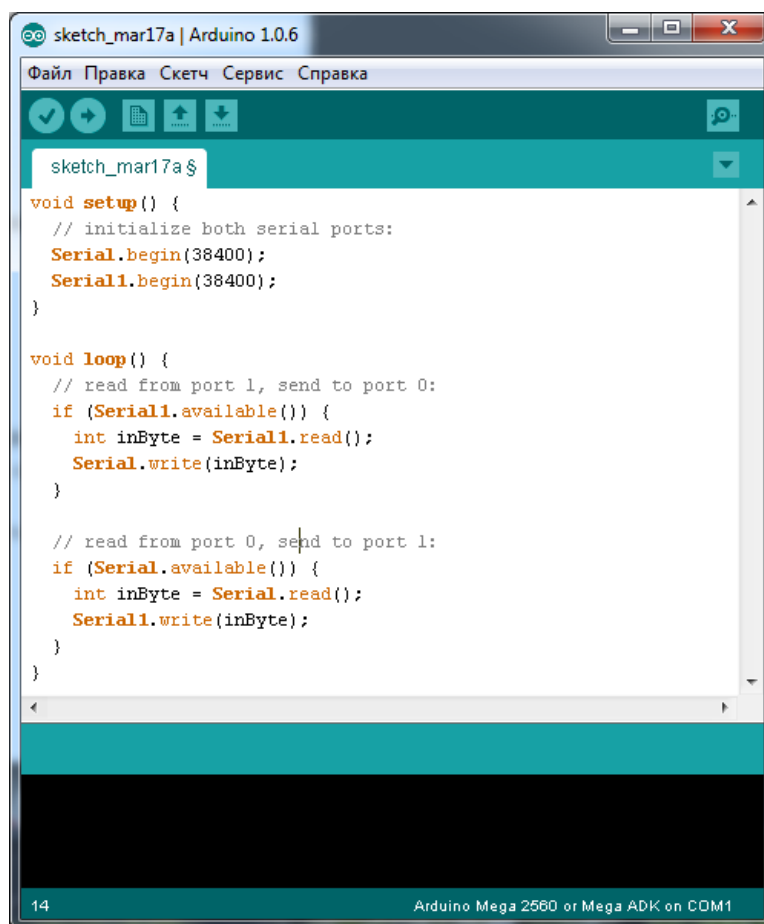 sketch_mar17a | Arduino 1.0.6
Файл Правка Скетч Сервис Справка
sketch_mar17a §
void setup() {
  // initialize both serial ports:
  Serial.begin(38400);
  Serial1.begin(38400);
}

void loop() {
  // read from port 1, send to port 0:
  if (Serial1.available()) {
    int inByte = Serial1.read();
    Serial.write(inByte);
  }

  // read from port 0, send to port 1:
  if (Serial.available()) {
    int inByte = Serial.read();
    Serial1.write(inByte);
  }
}
14 Arduino Mega 2560 or Mega ADK on COM1